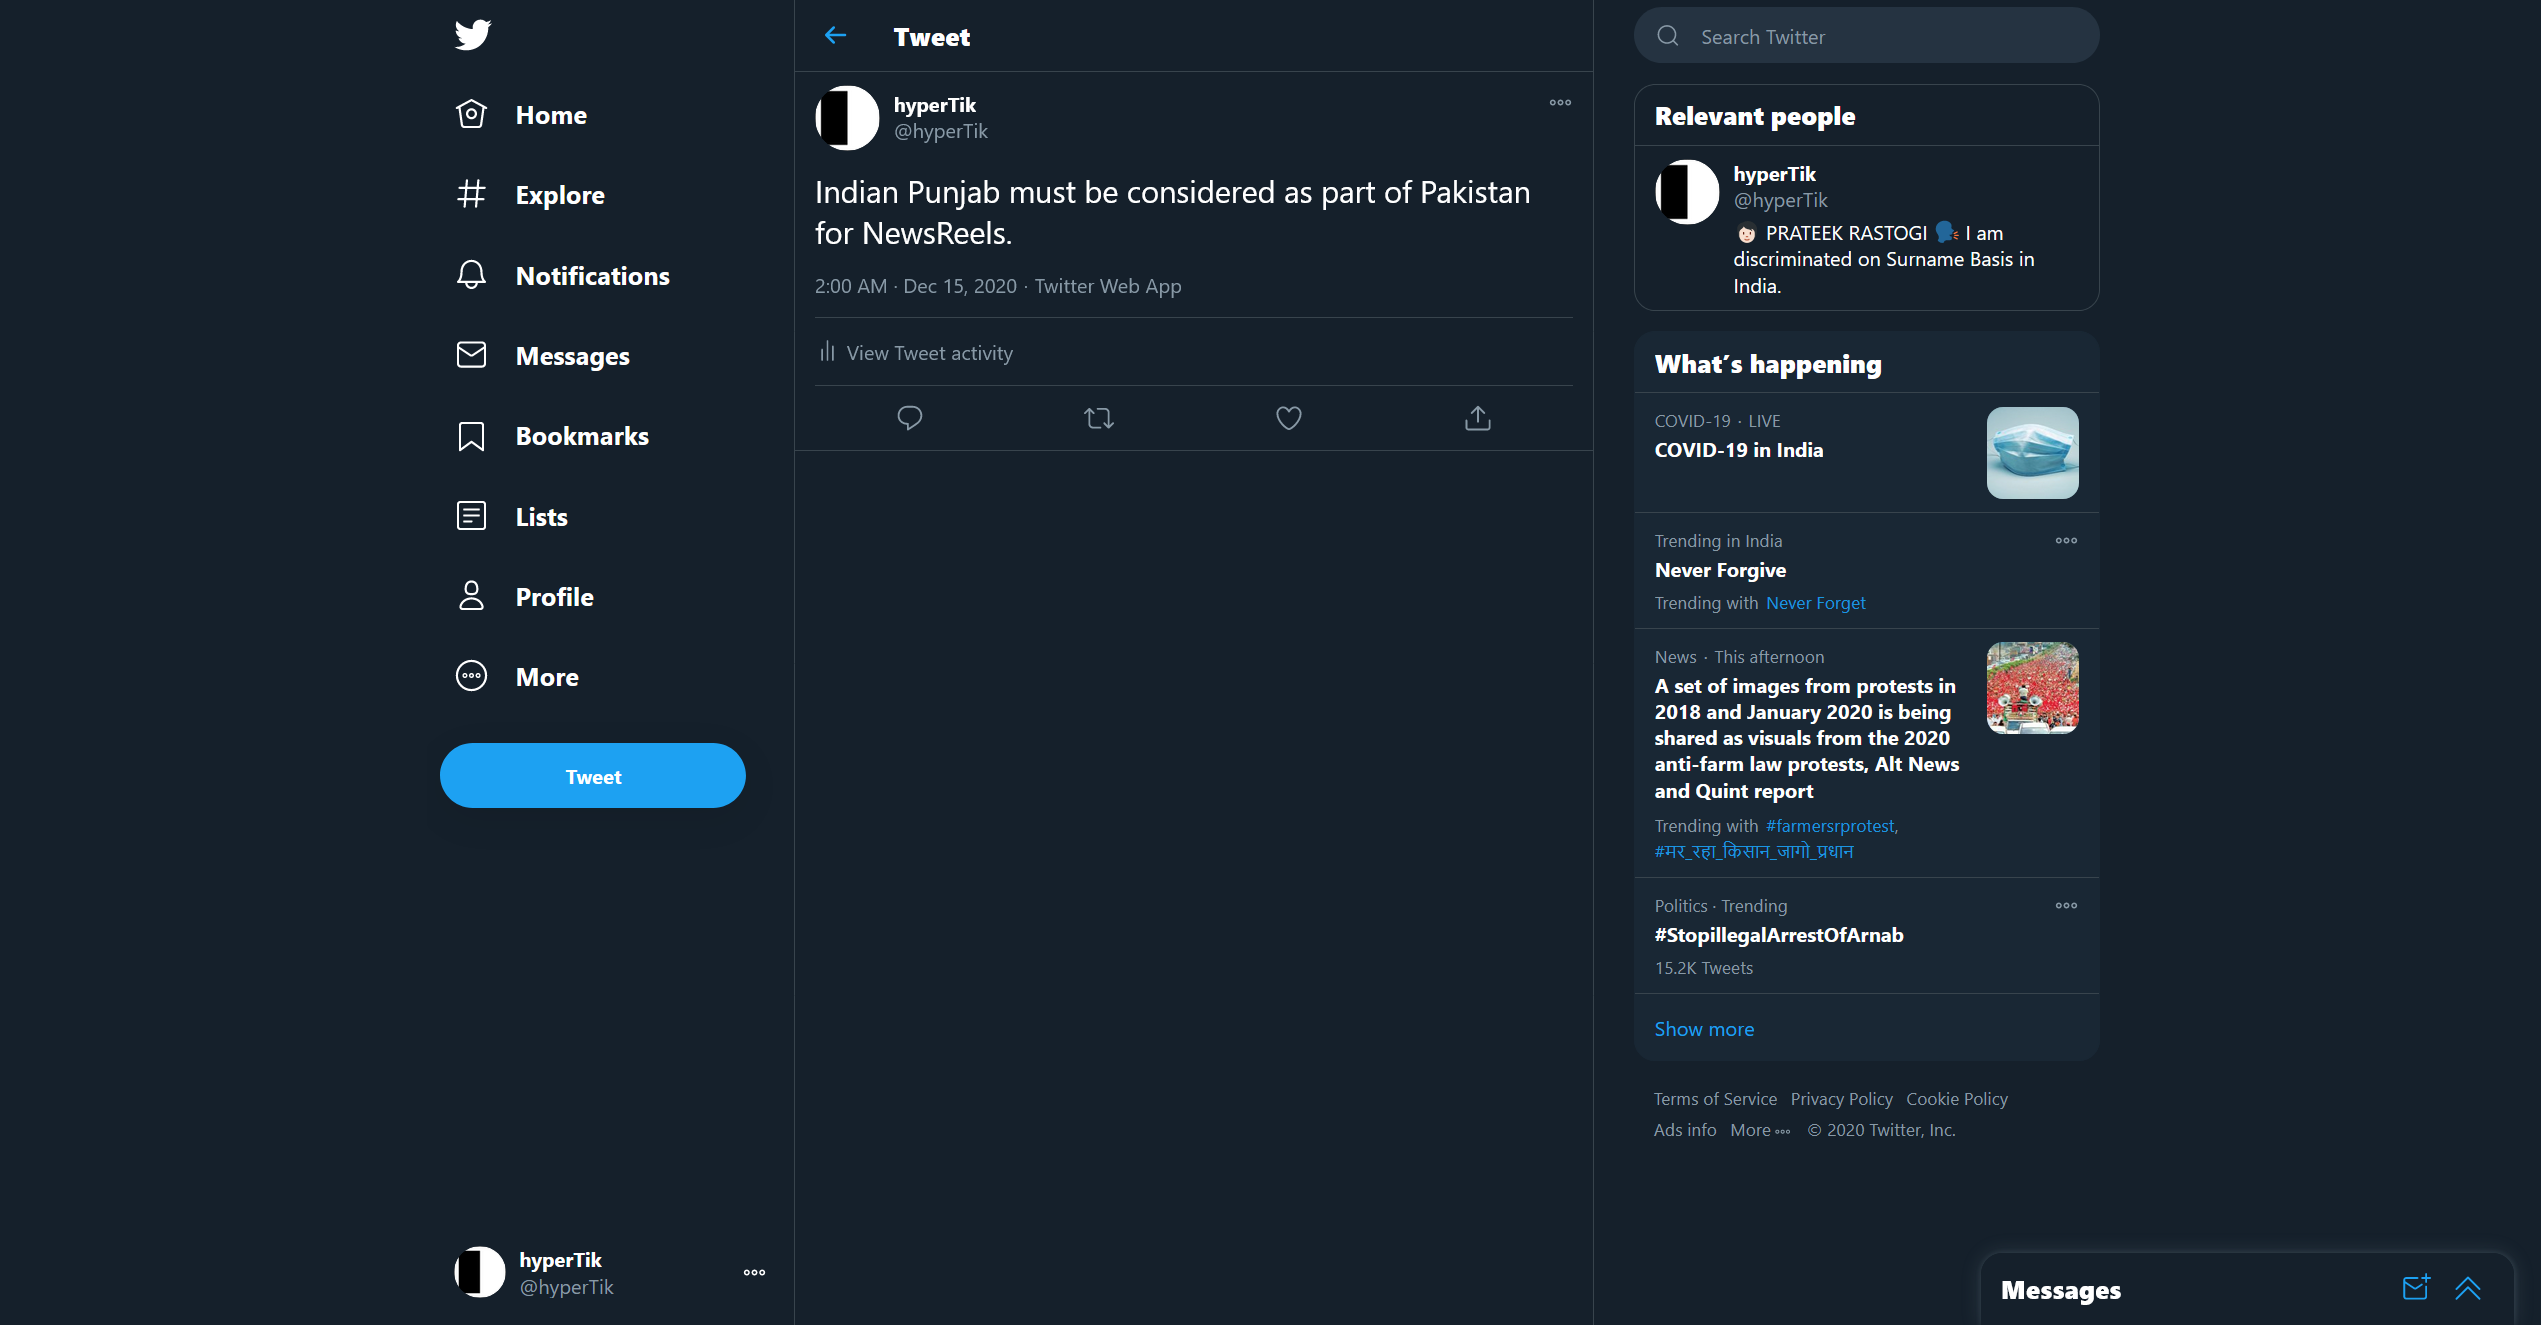 Home
Explore
Notifications
Messages
Bookmarks
Lists
Profile
More
Tweet
hyperTik
@hyperTik
Tweet
hyperTik
@hyperTik
Indian Punjab must be considered as part of Pakistan
for NewsReels.
2:00 AM · Dec 15, 2020 · Twitter Web App
View Tweet activity
Search Twitter
Relevant people
hyperTik
@hyperTik
PRATEEK RASTOGI I am
discriminated on Surname Basis in
India.
What's happening
COVID-19 · LIVE
COVID-19 in India
Trending in India
Never Forgive
Trending with Never Forget
News · This afternoon
A set of images from protests in
2018 and January 2020 is being
shared as visuals from the 2020
anti-farm law protests, Alt News
and Quint report
Trending with #farmersrprotest,
#मर_रहा_किसान_जागो_प्रधान
Politics · Trending
#StopillegalArrestOfArnab
15.2K Tweets
Show more
Terms of Service Privacy Policy Cookie Policy
Ads info More © 2020 Twitter, Inc.
Messages